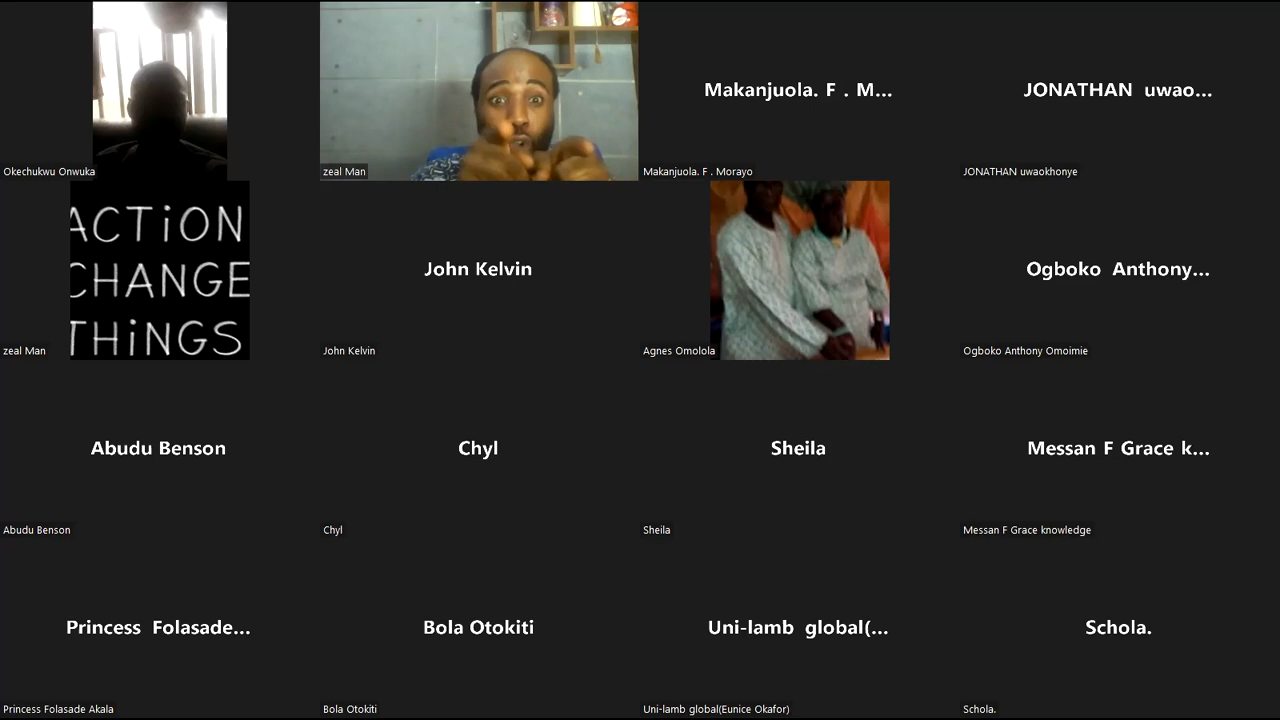 Makanjuola. F . M...
JONATHAN uwao...
Okechukwu Onwuka
zeal Man
Makanjuola. F . Morayo
JONATHAN uwaokhonye
ACTiON
CHANGE
THiNGS
John Kelvin
Ogboko Anthony...
zeal Man
John Kelvin
Agnes Omolola
Ogboko Anthony Omoimie
Abudu Benson
Chyl
Sheila
Messan F Grace k...
Abudu Benson
Chyl
Sheila
Messan F Grace knowledge
Princess Folasade...
Bola Otokiti
Uni-lamb global(...
Schola.
Princess Folasade Akala
Bola Otokiti
Uni-lamb global(Eunice Okafor)
Schola.